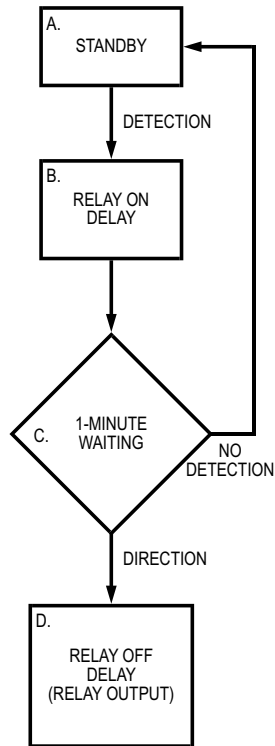 A.
STANDBY
DETECTION
B.
RELAY ON
DELAY
C.
1-MINUTE
WAITING
NO
DETECTION
DIRECTION
D.
RELAY OFF
DELAY
(RELAY OUTPUT)